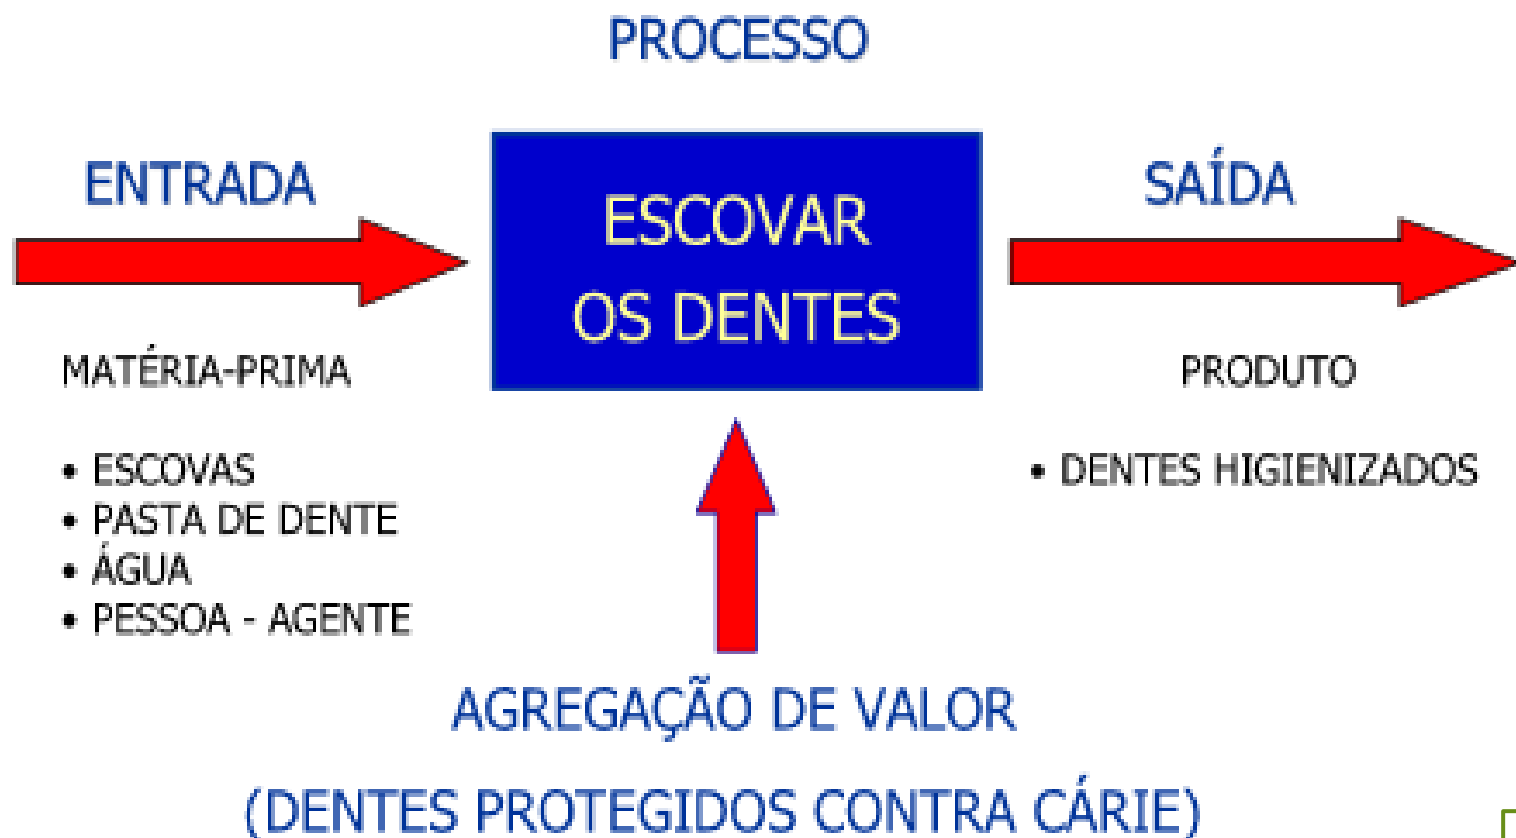 PROCESSO
ENTRADA
ESCOVAR
OS DENTES
SAÍDA
MATÉRIA-PRIMA
• ESCOVAS
• PASTA DE DENTE
• ÁGUA
• PESSOA - AGENTE
PRODUTO
• DENTES HIGIENIZADOS
AGREGAÇÃO DE VALOR
(DENTES PROTEGIDOS CONTRA CÁRIE)